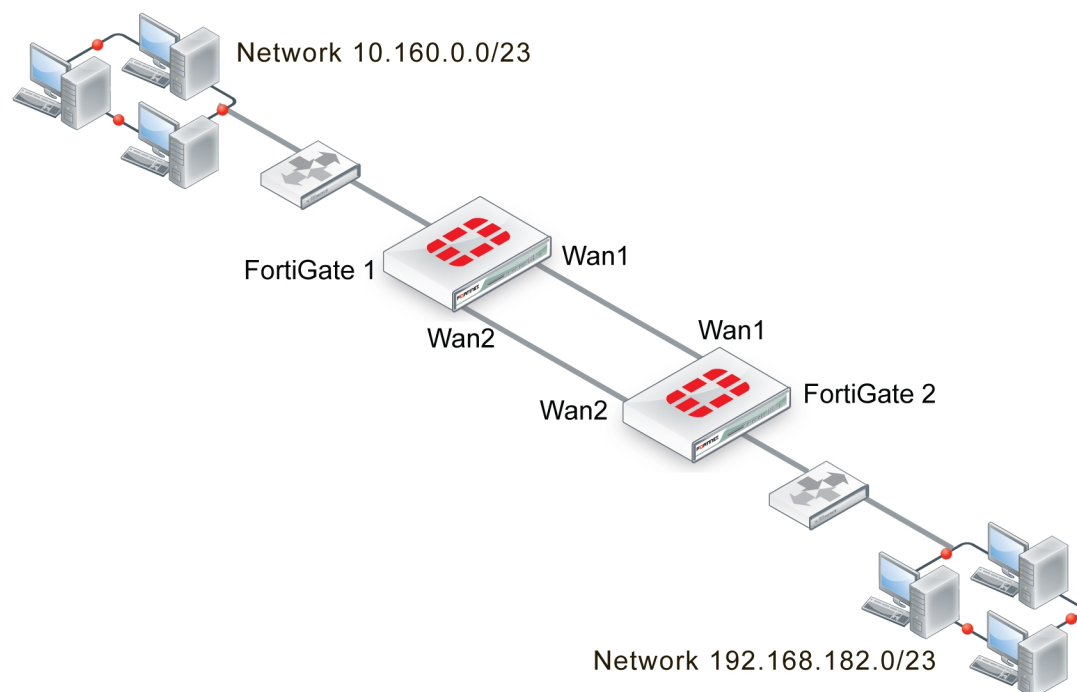 Network 10.160.0.0/23
FortiGate 1
Wan1
Wan2
Wan1
Wan2
FortiGate 2
Network 192.168.182.0/23